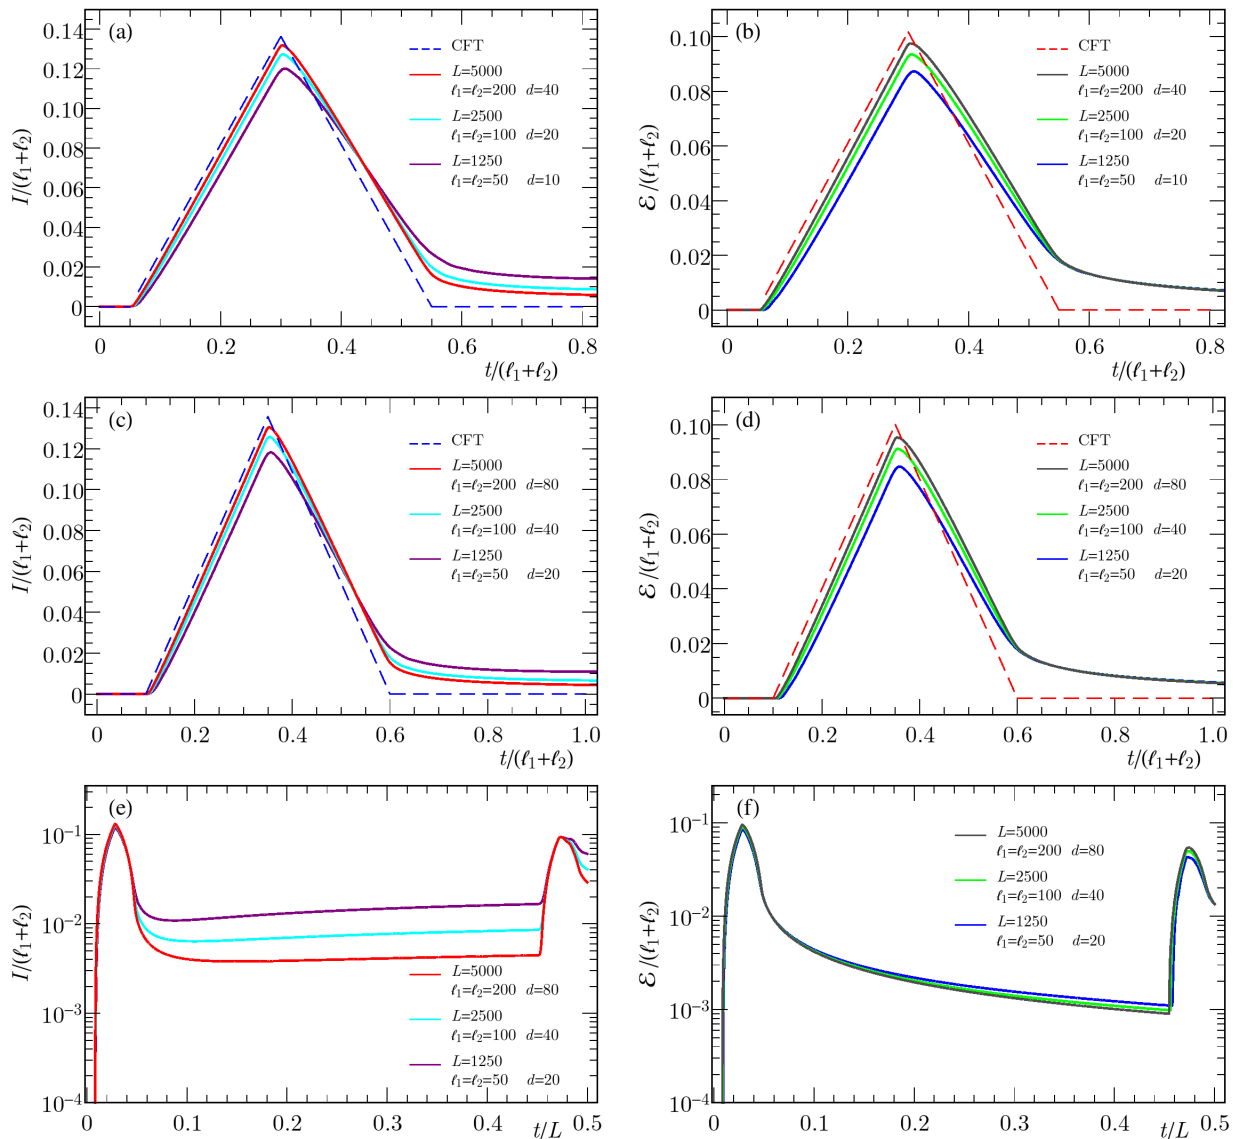 (a)
I/(ℓ1+ℓ2)
0.14
0.12
0.10
0.08
0.06
0.04
0.02
0
CFT
L=5000
ℓ1=ℓ2=200 d=40
L=2500
ℓ1=ℓ2=100 d=20
L=1250
ℓ1=ℓ2=50 d=10
0 0.2 0.4 0.6 0.8
t/(ℓ1+ℓ2)
(b)
ℰ/(ℓ1+ℓ2)
0.10
0.08
0.06
0.04
0.02
0
CFT
L=5000
ℓ1=ℓ2=200 d=40
L=2500
ℓ1=ℓ2=100 d=20
L=1250
ℓ1=ℓ2=50 d=10
0 0.2 0.4 0.6 0.8
t/(ℓ1+ℓ2)
(c)
I/(ℓ1+ℓ2)
0.14
0.12
0.10
0.08
0.06
0.04
0.02
0
CFT
L=5000
ℓ1=ℓ2=200 d=80
L=2500
ℓ1=ℓ2=100 d=40
L=1250
ℓ1=ℓ2=50 d=20
0 0.2 0.4 0.6 0.8 1.0
t/(ℓ1+ℓ2)
(d)
ℰ/(ℓ1+ℓ2)
0.10
0.08
0.06
0.04
0.02
0
CFT
L=5000
ℓ1=ℓ2=200 d=80
L=2500
ℓ1=ℓ2=100 d=40
L=1250
ℓ1=ℓ2=50 d=20
0 0.2 0.4 0.6 0.8 1.0
t/(ℓ1+ℓ2)
(e)
I/(ℓ1+ℓ2)
10⁻¹
10⁻²
10⁻³
10⁻⁴
L=5000
ℓ1=ℓ2=200 d=80
L=2500
ℓ1=ℓ2=100 d=40
L=1250
ℓ1=ℓ2=50 d=20
0 0.1 0.2 0.3 0.4 0.5
t/L
(f)
ℰ/(ℓ1+ℓ2)
10⁻¹
10⁻²
10⁻³
10⁻⁴
L=5000
ℓ1=ℓ2=200 d=80
L=2500
ℓ1=ℓ2=100 d=40
L=1250
ℓ1=ℓ2=50 d=20
0 0.1 0.2 0.3 0.4 0.5
t/L